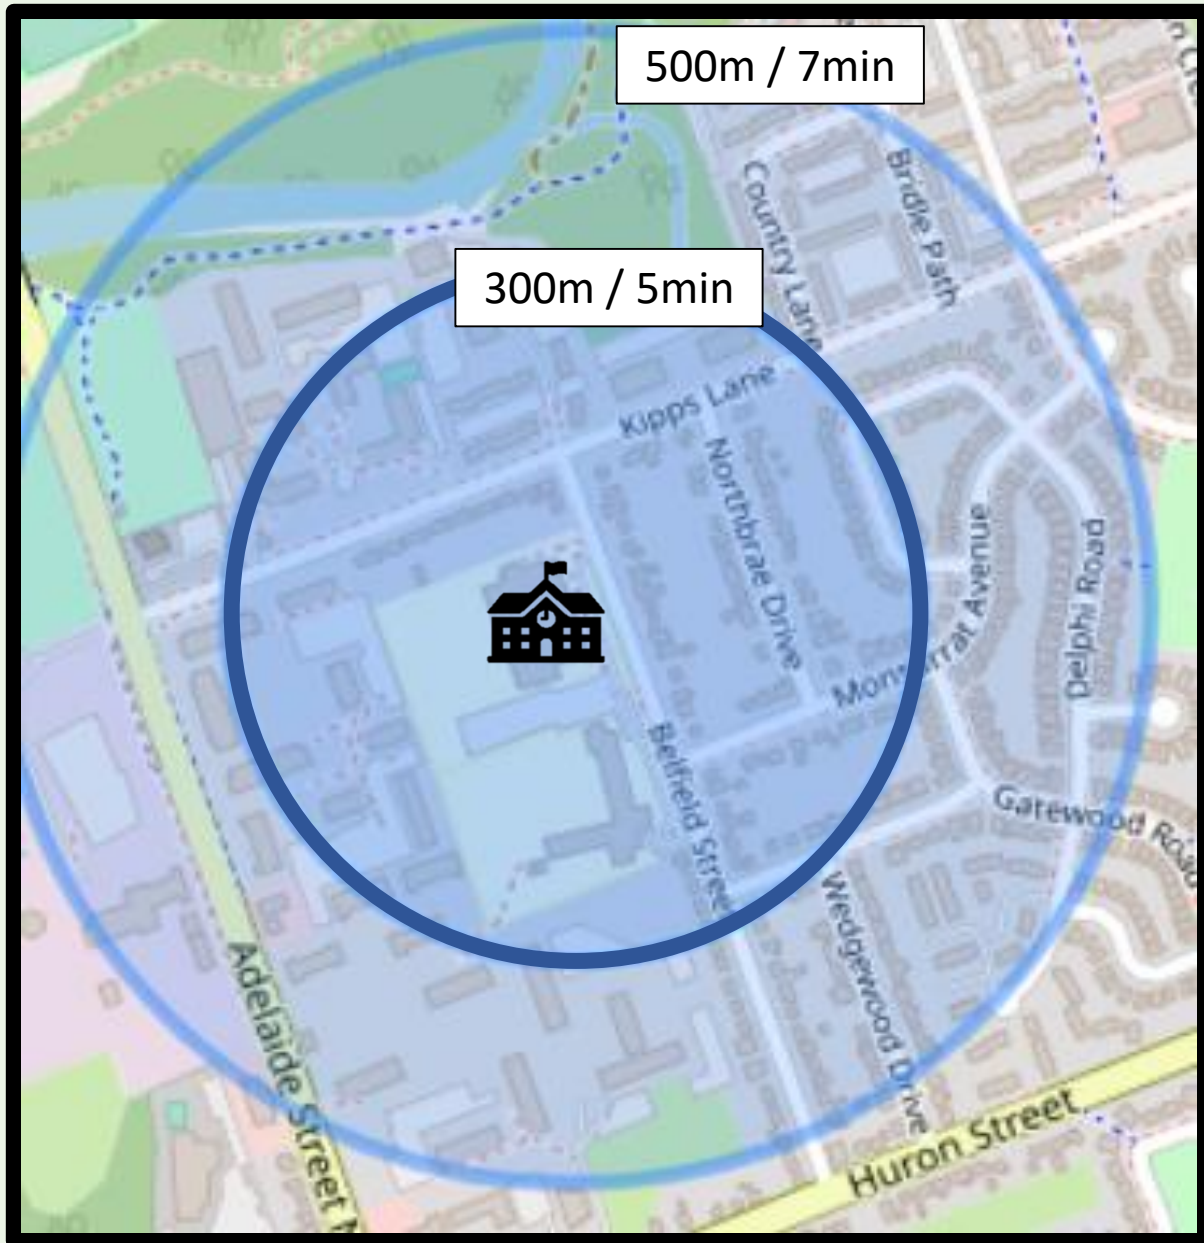 500m / 7min
Country Lane
Bridle Path
300m / 5min
Kipps Lane
Northbrae Drive
Montserrat Avenue
Delphi Road
Belfield Street
Gatewood Road
Wedgewood Drive
Adelaide Street N
Huron Street